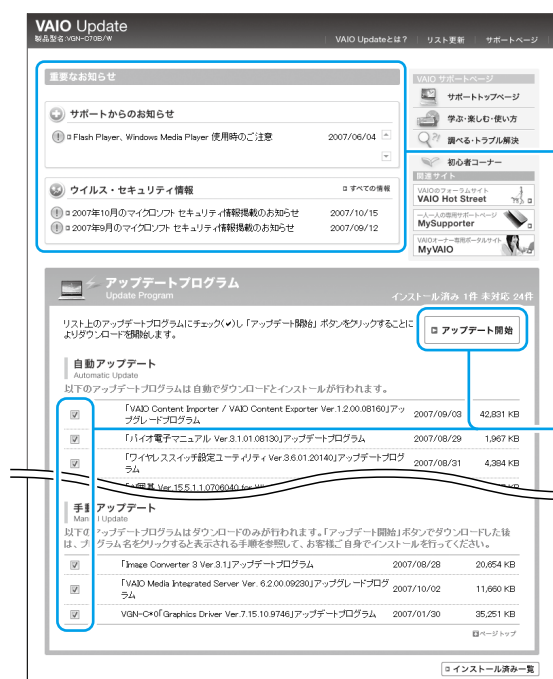 VAIO Update
製品型名:VGN-C70B/W
VAIO Updateとは?
リスト更新
サポートページ
重要なお知らせ
サポートからのお知らせ
Flash Player、Windows Media Player 使用時のご注意 2007/06/04
ウイルス・セキュリティ情報
すべての情報
2007年10月のマイクロソフト セキュリティ情報掲載のお知らせ 2007/10/15
2007年9月のマイクロソフト セキュリティ情報掲載のお知らせ 2007/09/12
VAIO サポートページ
サポートトップページ
学ぶ・楽しむ・使い方
調べる・トラブル解決
初心者コーナー
関連サイト
VAIOのフォーラムサイト
VAIO Hot Street
一人一人の専用サポートページ
MySupporter
VAIOオーナー専用ポータルサイト
MyVAIO
アップデートプログラム
Update Program
インストール済み 1件 未対応 24件
リスト上のアップデートプログラムにチェック(✔)し「アップデート開始」ボタンをクリックすることに
よりダウンロードを開始します。
アップデート開始
自動アップデート
Automatic Update
以下のアップデートプログラムは自動でダウンロードとインストールが行われます。
「VAIO Content Importer / VAIO Content Exporter Ver.1.2.00.08160」アッ
プグレードプログラム
2007/09/03 42,831 KB
「バイオ電子マニュアル Ver.3.1.01.08130」アップデートプログラム 2007/08/29 1,967 KB
「ワイヤレススイッチ設定ユーティリティ Ver.3.6.01.20140」アップデートプログ
ラム
2007/08/31 4,384 KB
Ver.15.5.1.1.0706040 for
手動アップデート
Manual Update
以下のアップデートプログラムはダウンロードのみが行われます。「アップデート開始」ボタンでダウンロードした後
は、プログラム名をクリックすると表示される手順を参照して、お客様ご自身でインストールを行ってください。
「Image Converter 3 Ver.3.1」アップデートプログラム 2007/08/28 20,654 KB
「VAIO Media Integrated Server Ver. 6.2.00.09230」アップグレードプログ
ラム
2007/10/02 11,660 KB
VGN-C*0「Graphics Driver Ver.7.15.10.9746」アップデートプログラム 2007/01/30 35,251 KB
ページトップ
インストール済み一覧